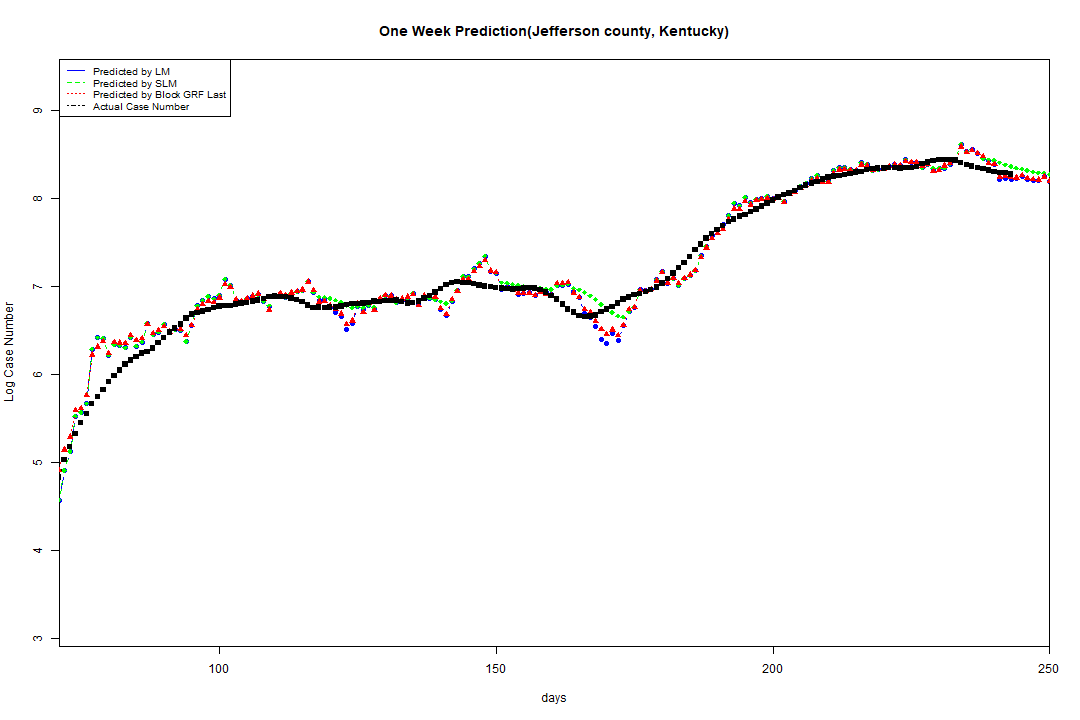 One Week Prediction(Jefferson county, Kentucky)
Predicted by LM
Predicted by SLM
Predicted by Block GRF Last
Actual Case Number
Log Case Number
9
8
7
6
5
4
3
100 150 200 250
days